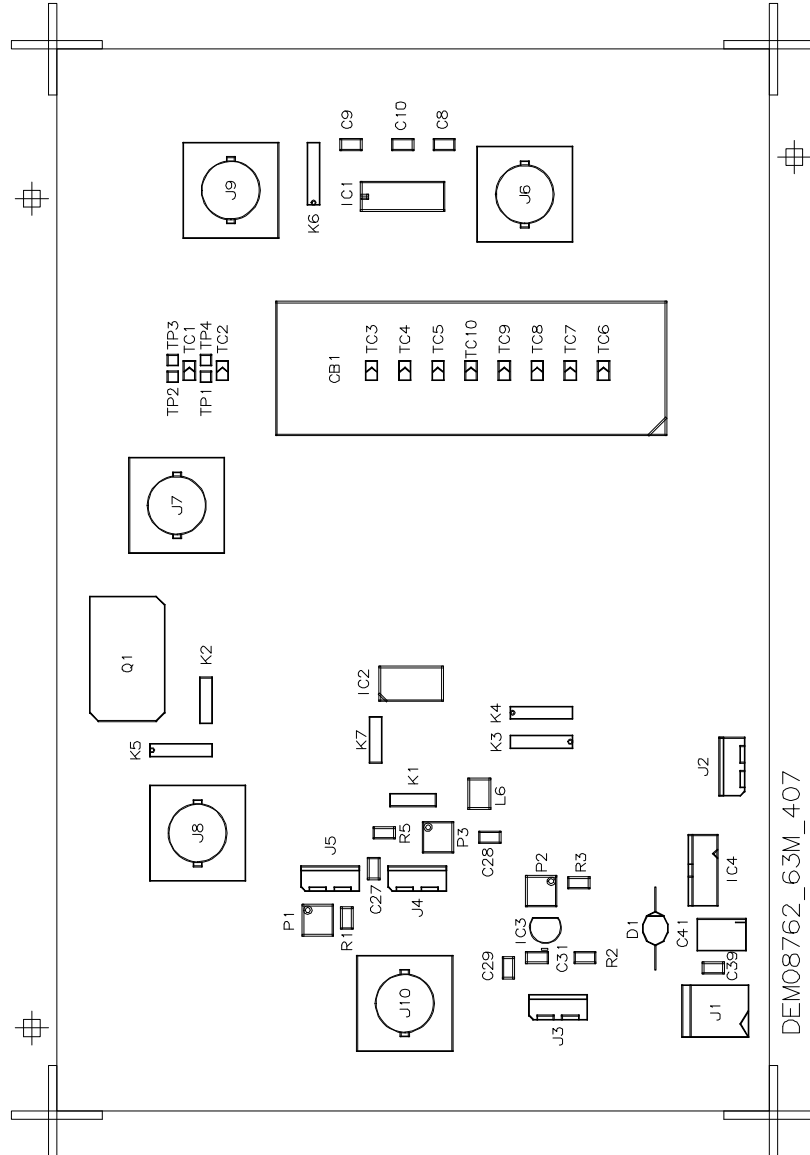 C9
C10
C8
J9
K6
IC1
J6
TP3
TC1
TP4
TC2
TP2
TP1
CB1
TC3
TC4
TC5
TC10
TC9
TC8
TC7
TC6
J7
Q1
K2
K5
IC2
K7
K4
K3
K1
L6
J2
J8
J5
R5
P3
C28
C27
J4
P1
R1
P2
R3
IC3
IC4
D1
C41
C29
C31
R2
C39
J10
J3
J1
DEM08762_63M_407